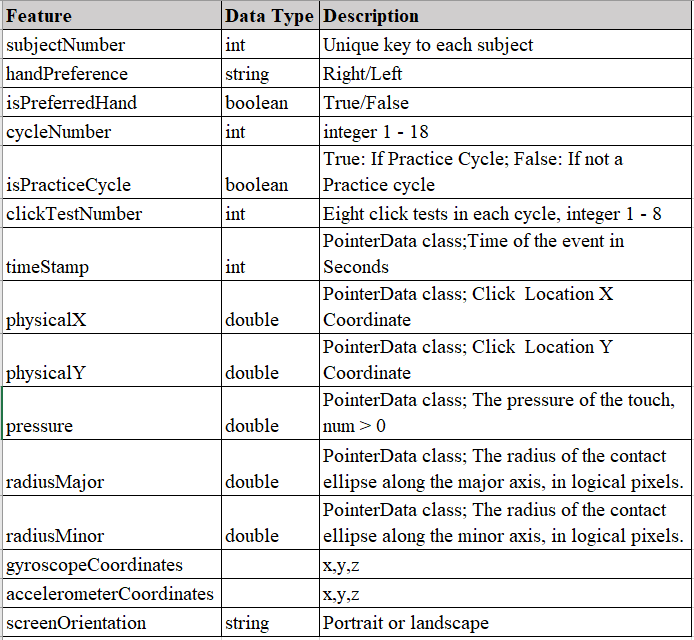 Feature Data Type Description
subjectNumber int Unique key to each subject
handPreference string Right/Left
isPreferredHand boolean True/False
cycleNumber int integer 1 - 18
True: If Practice Cycle; False: If not a
isPracticeCycle boolean Practice cycle
clickTestNumber int Eight click tests in each cycle, integer 1 - 8
PointerData class;Time of the event in
timeStamp int Seconds
PointerData class; Click Location X
physicalX double Coordinate
PointerData class; Click Location Y
physicalY double Coordinate
PointerData class; The pressure of the touch,
pressure double num > 0
PointerData class; The radius of the contact
radiusMajor double ellipse along the major axis, in logical pixels.
PointerData class; The radius of the contact
radiusMinor double ellipse along the minor axis, in logical pixels.
gyroscopeCoordinates x,y,z
accelerometerCoordinates x,y,z
screenOrientation string Portrait or landscape